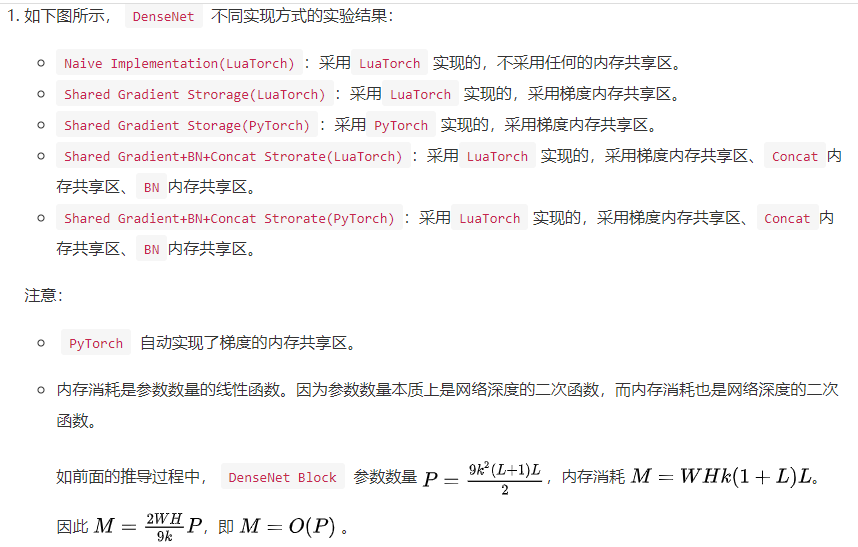 1. 如下图所示， DenseNet 不同实现方式的实验结果：
Naive Implementation(LuaTorch) ：采用 LuaTorch 实现的，不采用任何的内存共享区。
Shared Gradient Strorage(LuaTorch) ：采用 LuaTorch 实现的，采用梯度内存共享区。
Shared Gradient Storage(PyTorch) ：采用 PyTorch 实现的，采用梯度内存共享区。
Shared Gradient+BN+Concat Strorate(LuaTorch) ：采用 LuaTorch 实现的，采用梯度内存共享区、 Concat 内
存共享区、 BN 内存共享区。
Shared Gradient+BN+Concat Strorate(PyTorch) ：采用 LuaTorch 实现的，采用梯度内存共享区、 Concat 内
存共享区、 BN 内存共享区。
注意：
PyTorch 自动实现了梯度的内存共享区。
内存消耗是参数数量的线性函数。因为参数数量本质上是网络深度的二次函数，而内存消耗也是网络深度的二次
函数。
如前面的推导过程中， DenseNet Block 参数数量 P = 9k²(L+1)L / 2 ，内存消耗 M = WHk(1 + L)L。
因此 M = 2WH / 9k P，即 M = O(P) 。